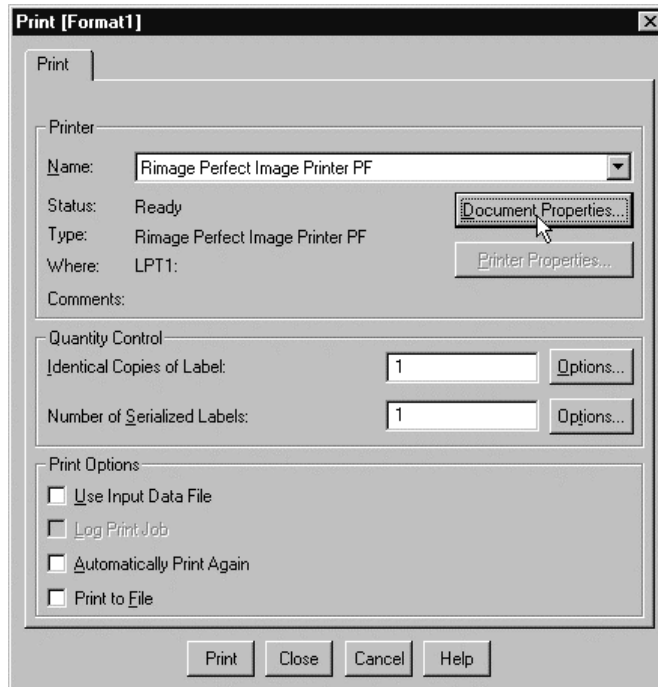 Print [Format1]
Print
Printer
Name: Rimage Perfect Image Printer PF
Status: Ready Document Properties...
Type: Rimage Perfect Image Printer PF
Where: LPT1: Printer Properties...
Comments:
Quantity Control
Identical Copies of Label: 1 Options...
Number of Serialized Labels: 1 Options...
Print Options
Use Input Data File
Log Print Job
Automatically Print Again
Print to File
Print Close Cancel Help